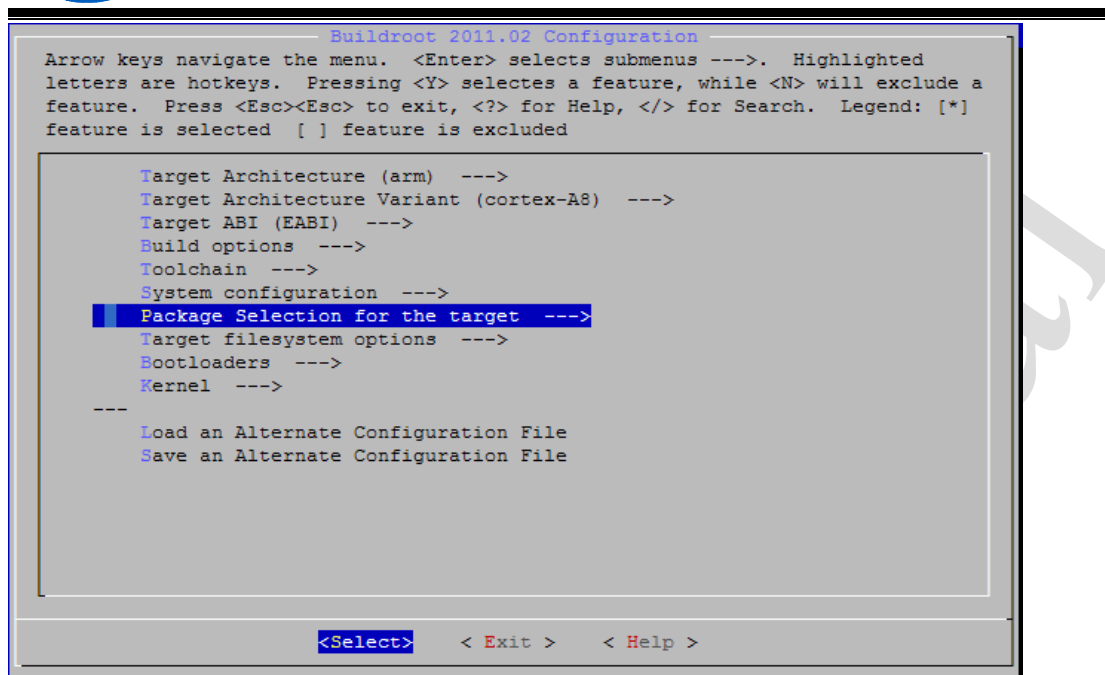 Buildroot 2011.02 Configuration
Arrow keys navigate the menu.  <Enter> selects submenus --->.  Highlighted
letters are hotkeys.  Pressing <Y> selectes a feature, while <N> will exclude a
feature.  Press <Esc><Esc> to exit, <?> for Help, </> for Search.  Legend: [*]
feature is selected  [ ] feature is excluded
Target Architecture (arm)  --->
Target Architecture Variant (cortex-A8)  --->
Target ABI (EABI)  --->
Build options  --->
Toolchain  --->
System configuration  --->
Package Selection for the target  --->
Target filesystem options  --->
Bootloaders  --->
Kernel  --->
---
Load an Alternate Configuration File
Save an Alternate Configuration File
<Select>    < Exit >    < Help >